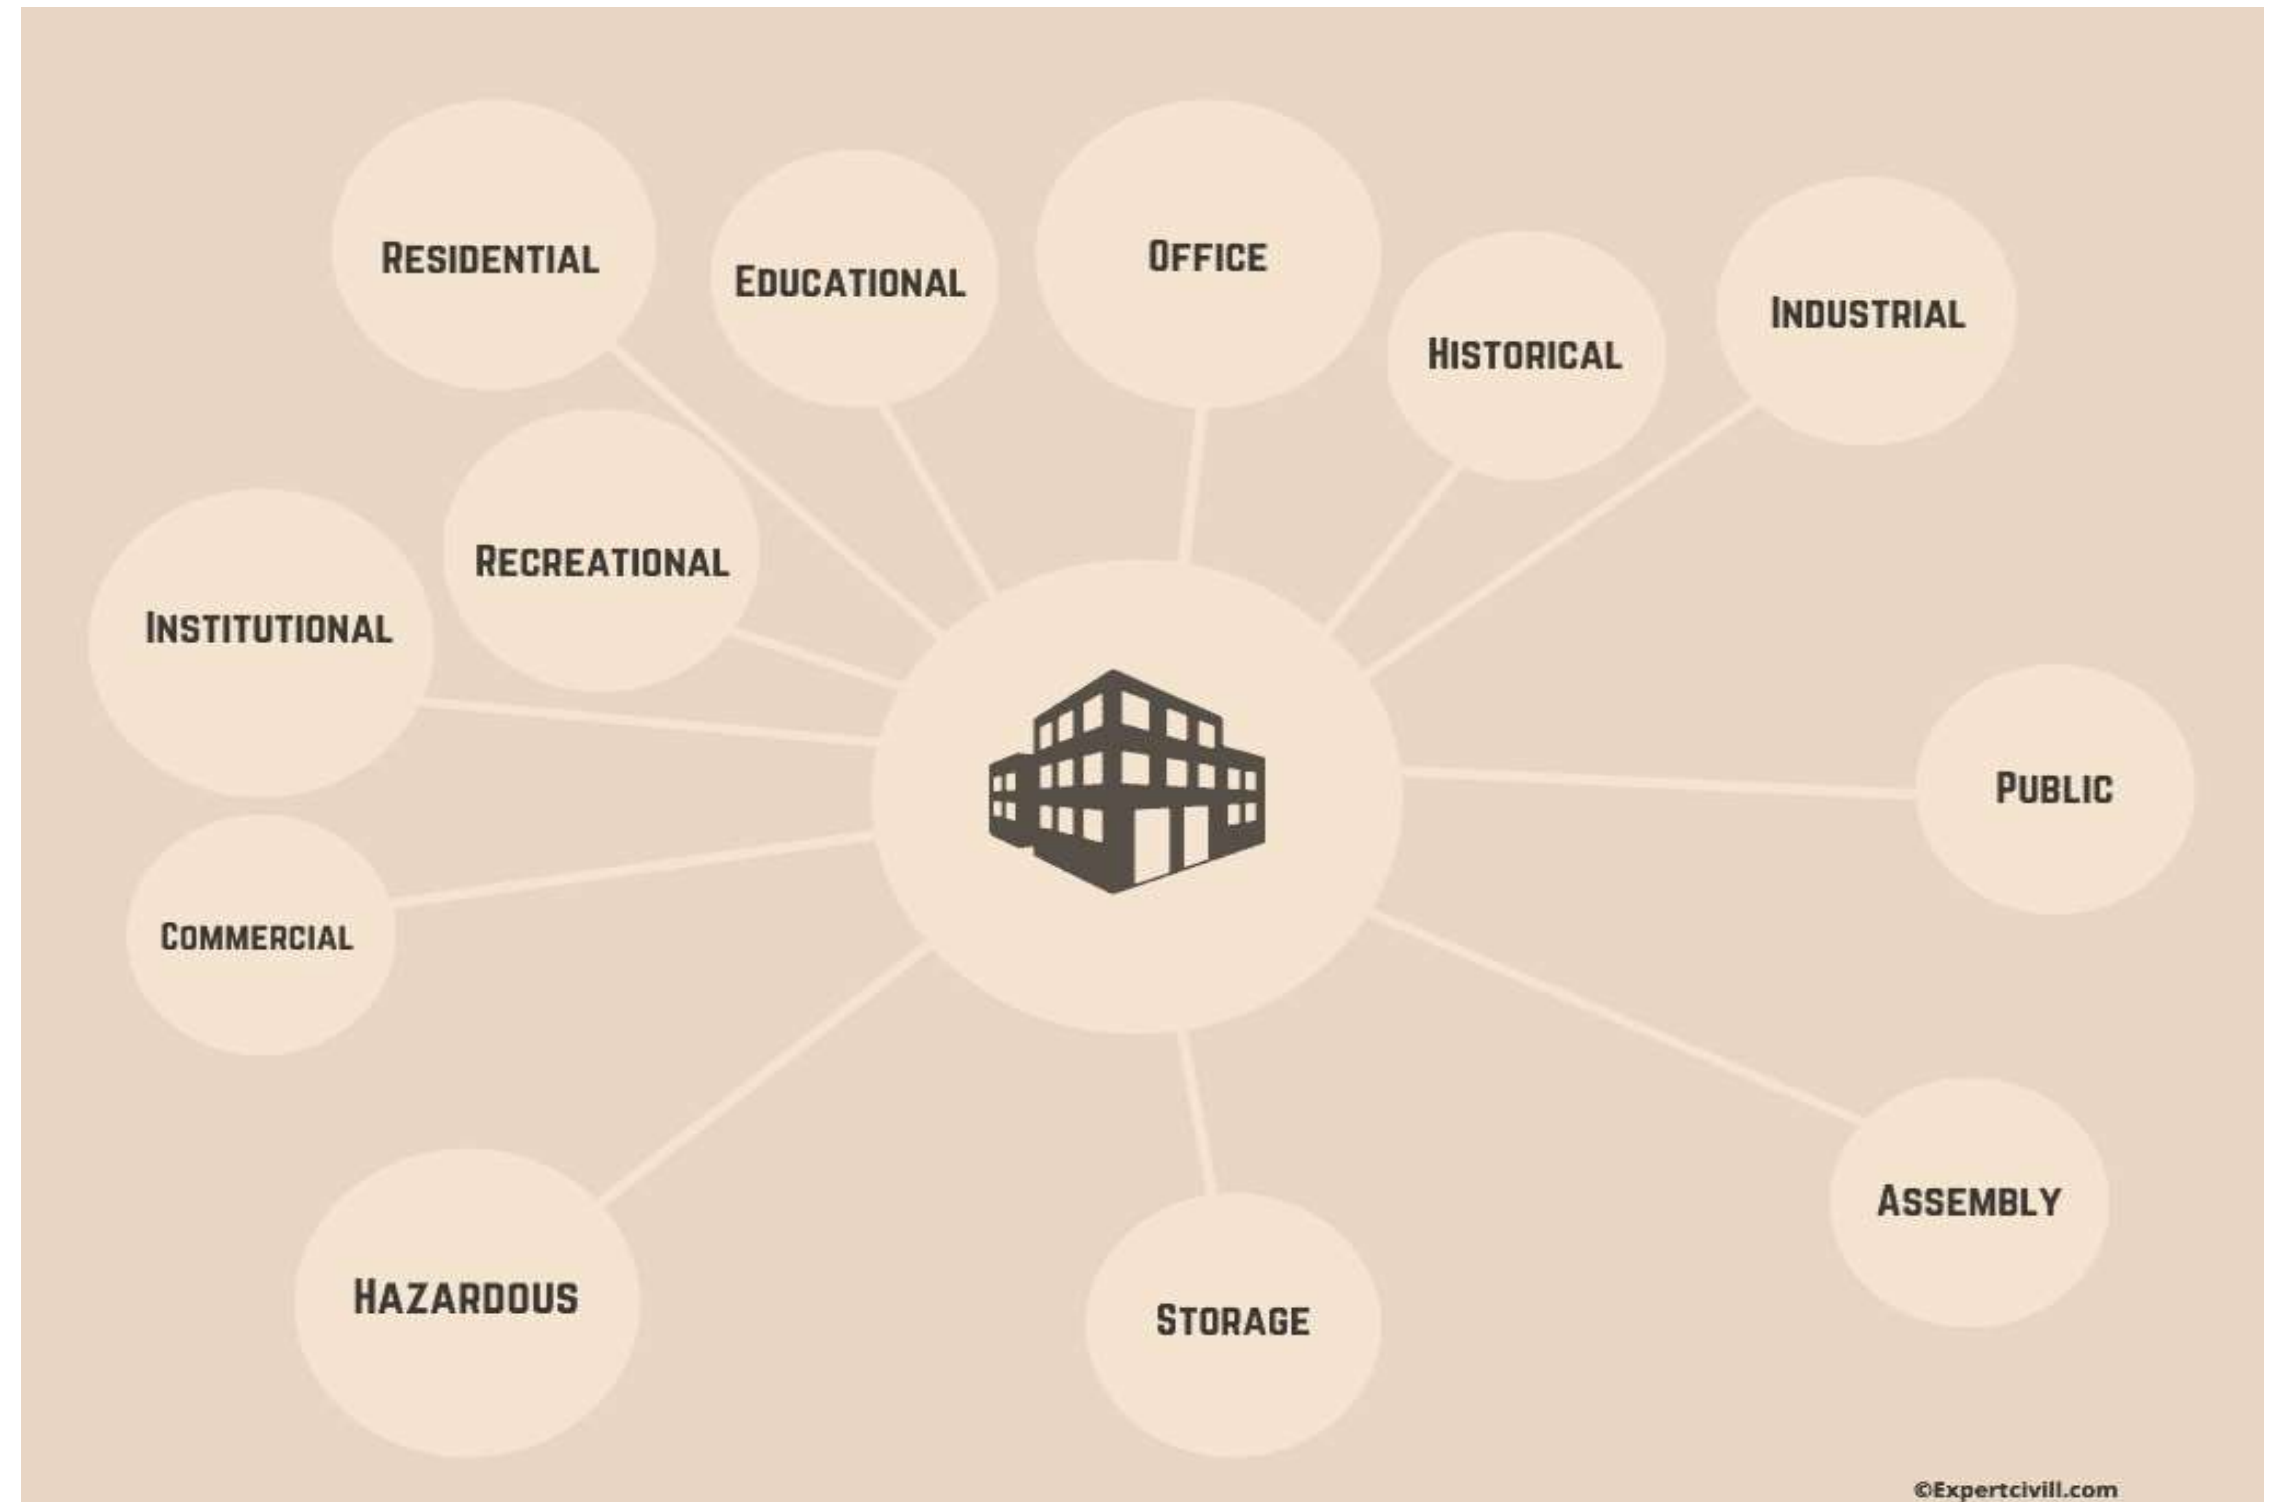 RESIDENTIAL
EDUCATIONAL
OFFICE
HISTORICAL
INDUSTRIAL
RECREATIONAL
INSTITUTIONAL
PUBLIC
COMMERCIAL
ASSEMBLY
HAZARDOUS
STORAGE
©Expertcivill.com